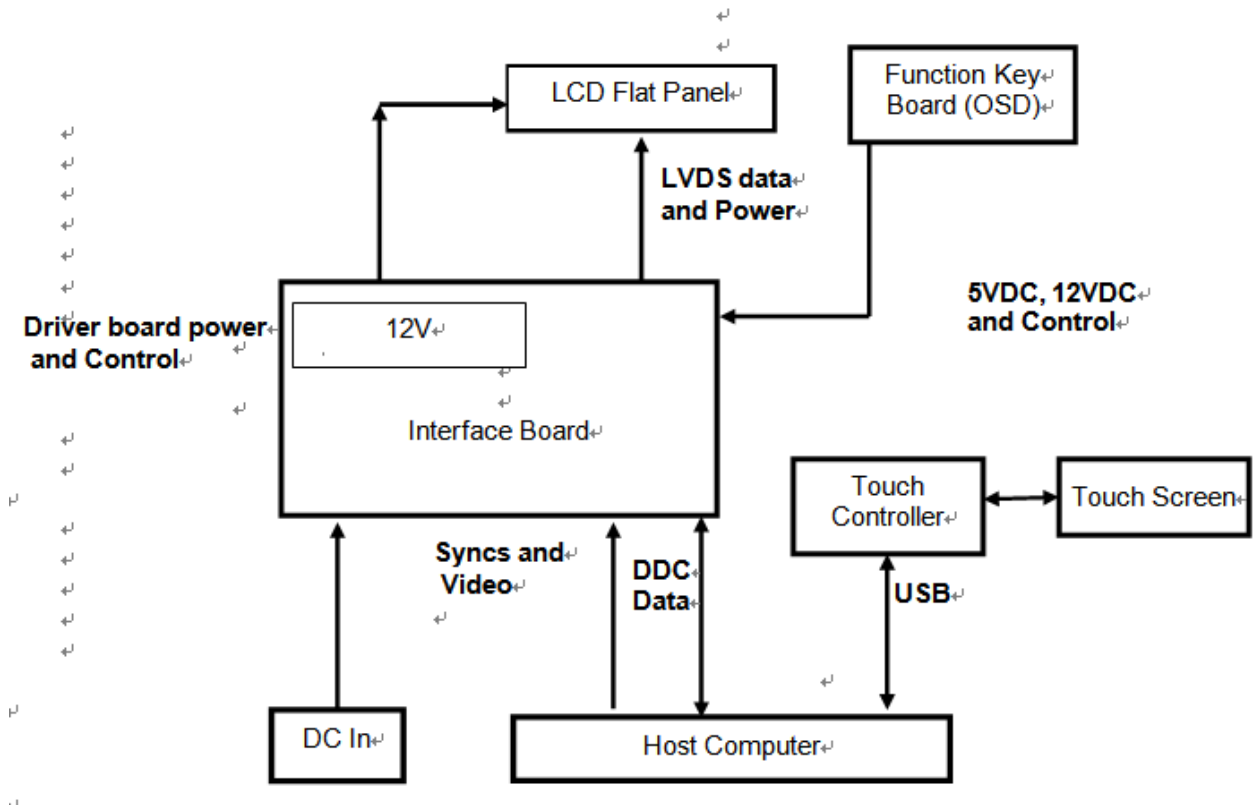 LCD Flat Panel
Function Key
Board (OSD)
LVDS data
and Power
5VDC, 12VDC
and Control
Driver board power
and Control
12V
Interface Board
Touch
Controller
Touch Screen
Syncs and
Video
DDC
Data
USB
DC In
Host Computer